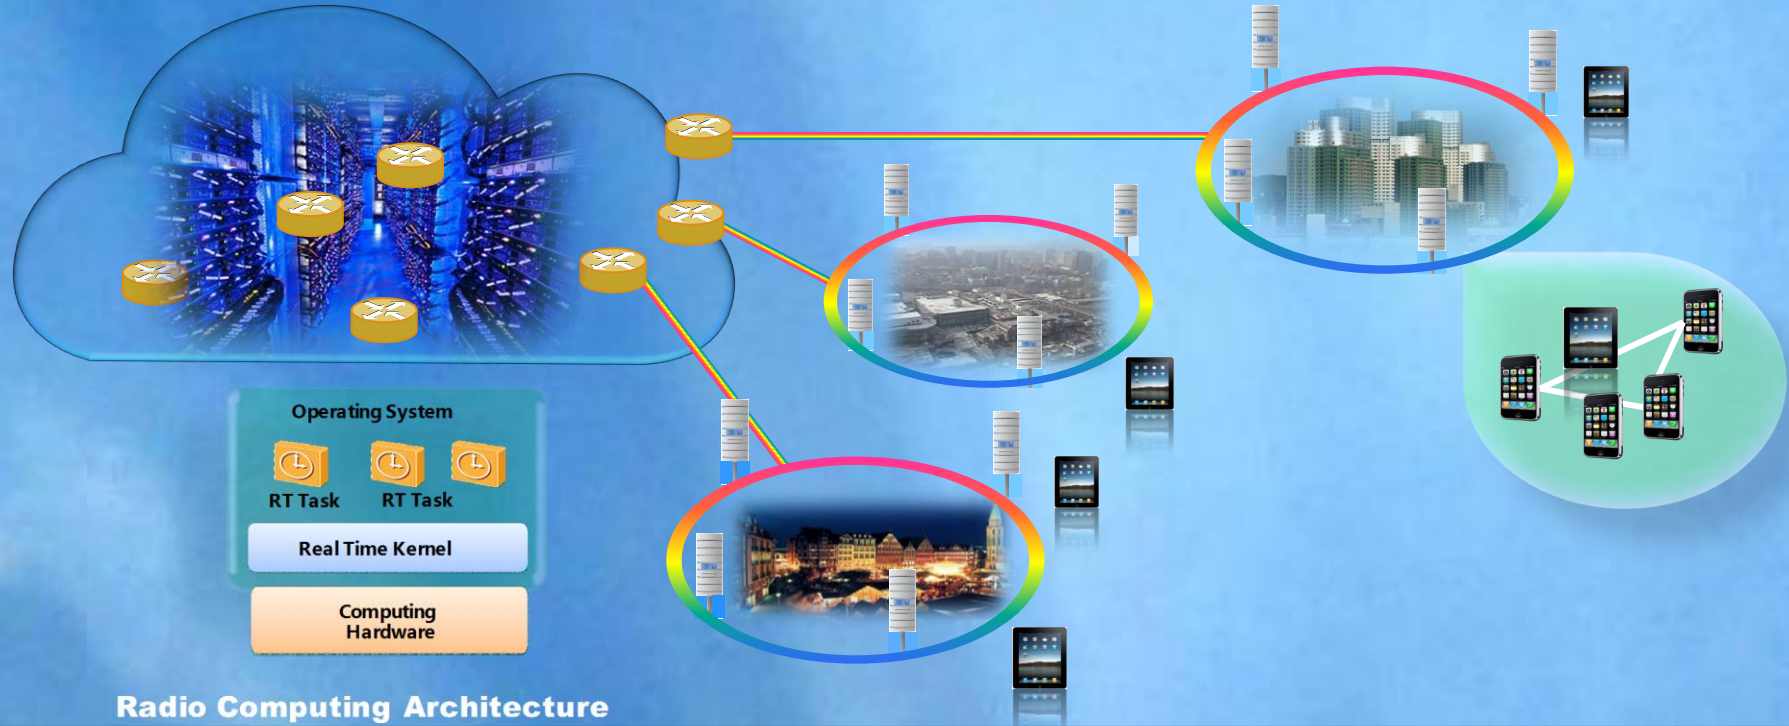 Operating System
RT Task
RT Task
Real Time Kernel
Computing
Hardware
Radio Computing Architecture